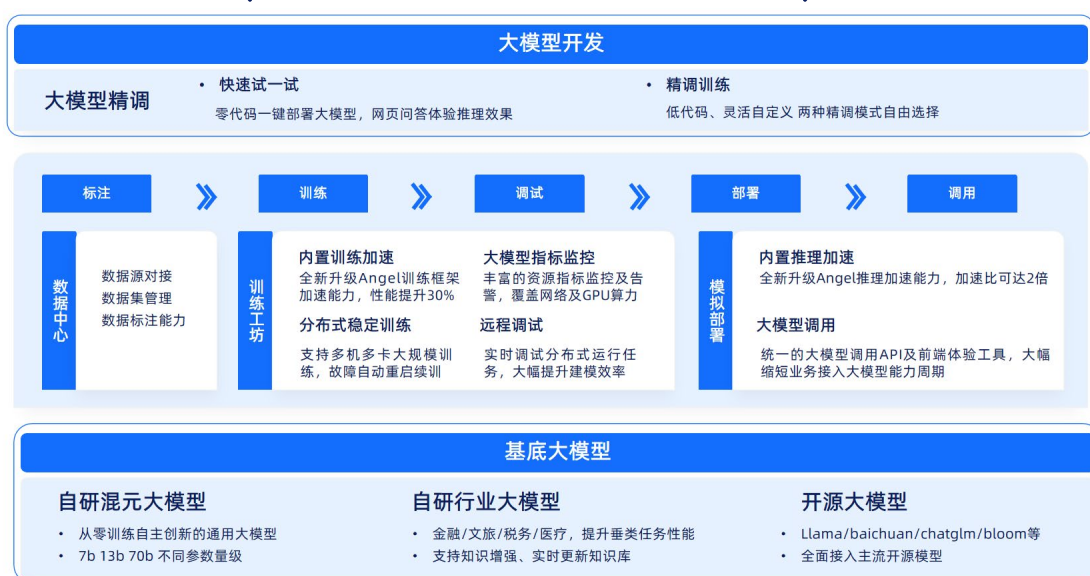 大模型开发
大模型精调
• 快速试一试
零代码一键部署大模型，网页问答体验推理效果
• 精调训练
低代码、灵活自定义 两种精调模式自由选择
标注
训练
调试
部署
调用
数据中心
数据源对接
数据集管理
数据标注能力
训练工坊
内置训练加速
全新升级Angel训练框架
加速能力，性能提升30%
大模型指标监控
丰富的资源指标监控及告
警，覆盖网络及GPU算力
分布式稳定训练
支持多机多卡大规模训
练，故障自动重启续训
远程调试
实时调试分布式运行任
务，大幅提升建模效率
模拟部署
内置推理加速
全新升级Angel推理加速能力，加速比可达2倍
大模型调用
统一的大模型调用API及前端体验工具，大幅
缩短业务接入大模型能力周期
基底大模型
自研混元大模型
• 从零训练自主创新的通用大模型
• 7b 13b 70b 不同参数量级
自研行业大模型
• 金融/文旅/税务/医疗，提升垂类任务性能
• 支持知识增强、实时更新知识库
开源大模型
• Llama/baichuan/chatglm/bloom等
• 全面接入主流开源模型